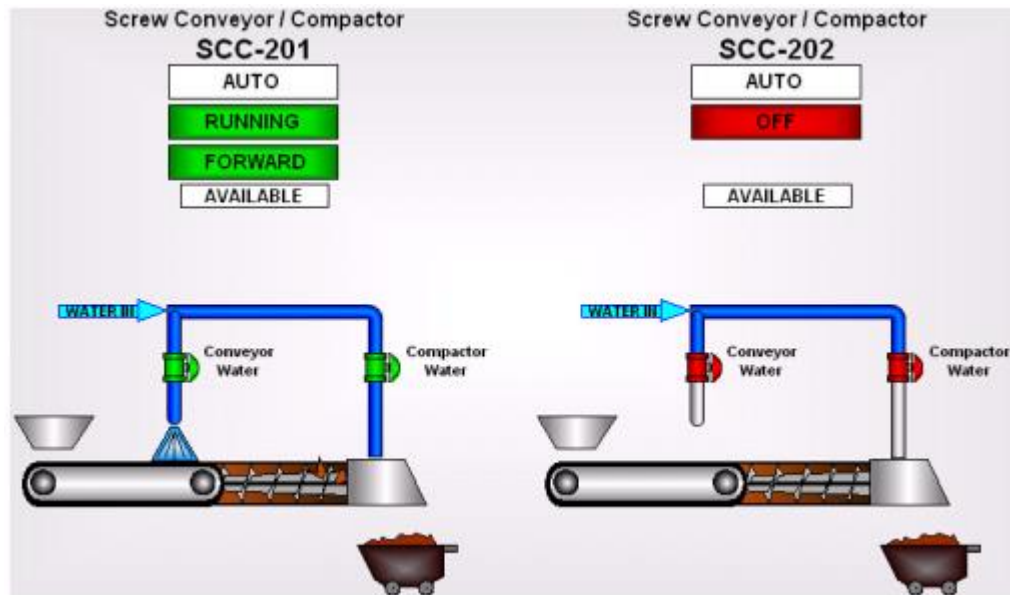 Screw Conveyor / Compactor
SCC-201
AUTO
RUNNING
FORWARD
AVAILABLE
WATER IN
Conveyor
Water
Compactor
Water
Screw Conveyor / Compactor
SCC-202
AUTO
OFF
AVAILABLE
WATER IN
Conveyor
Water
Compactor
Water